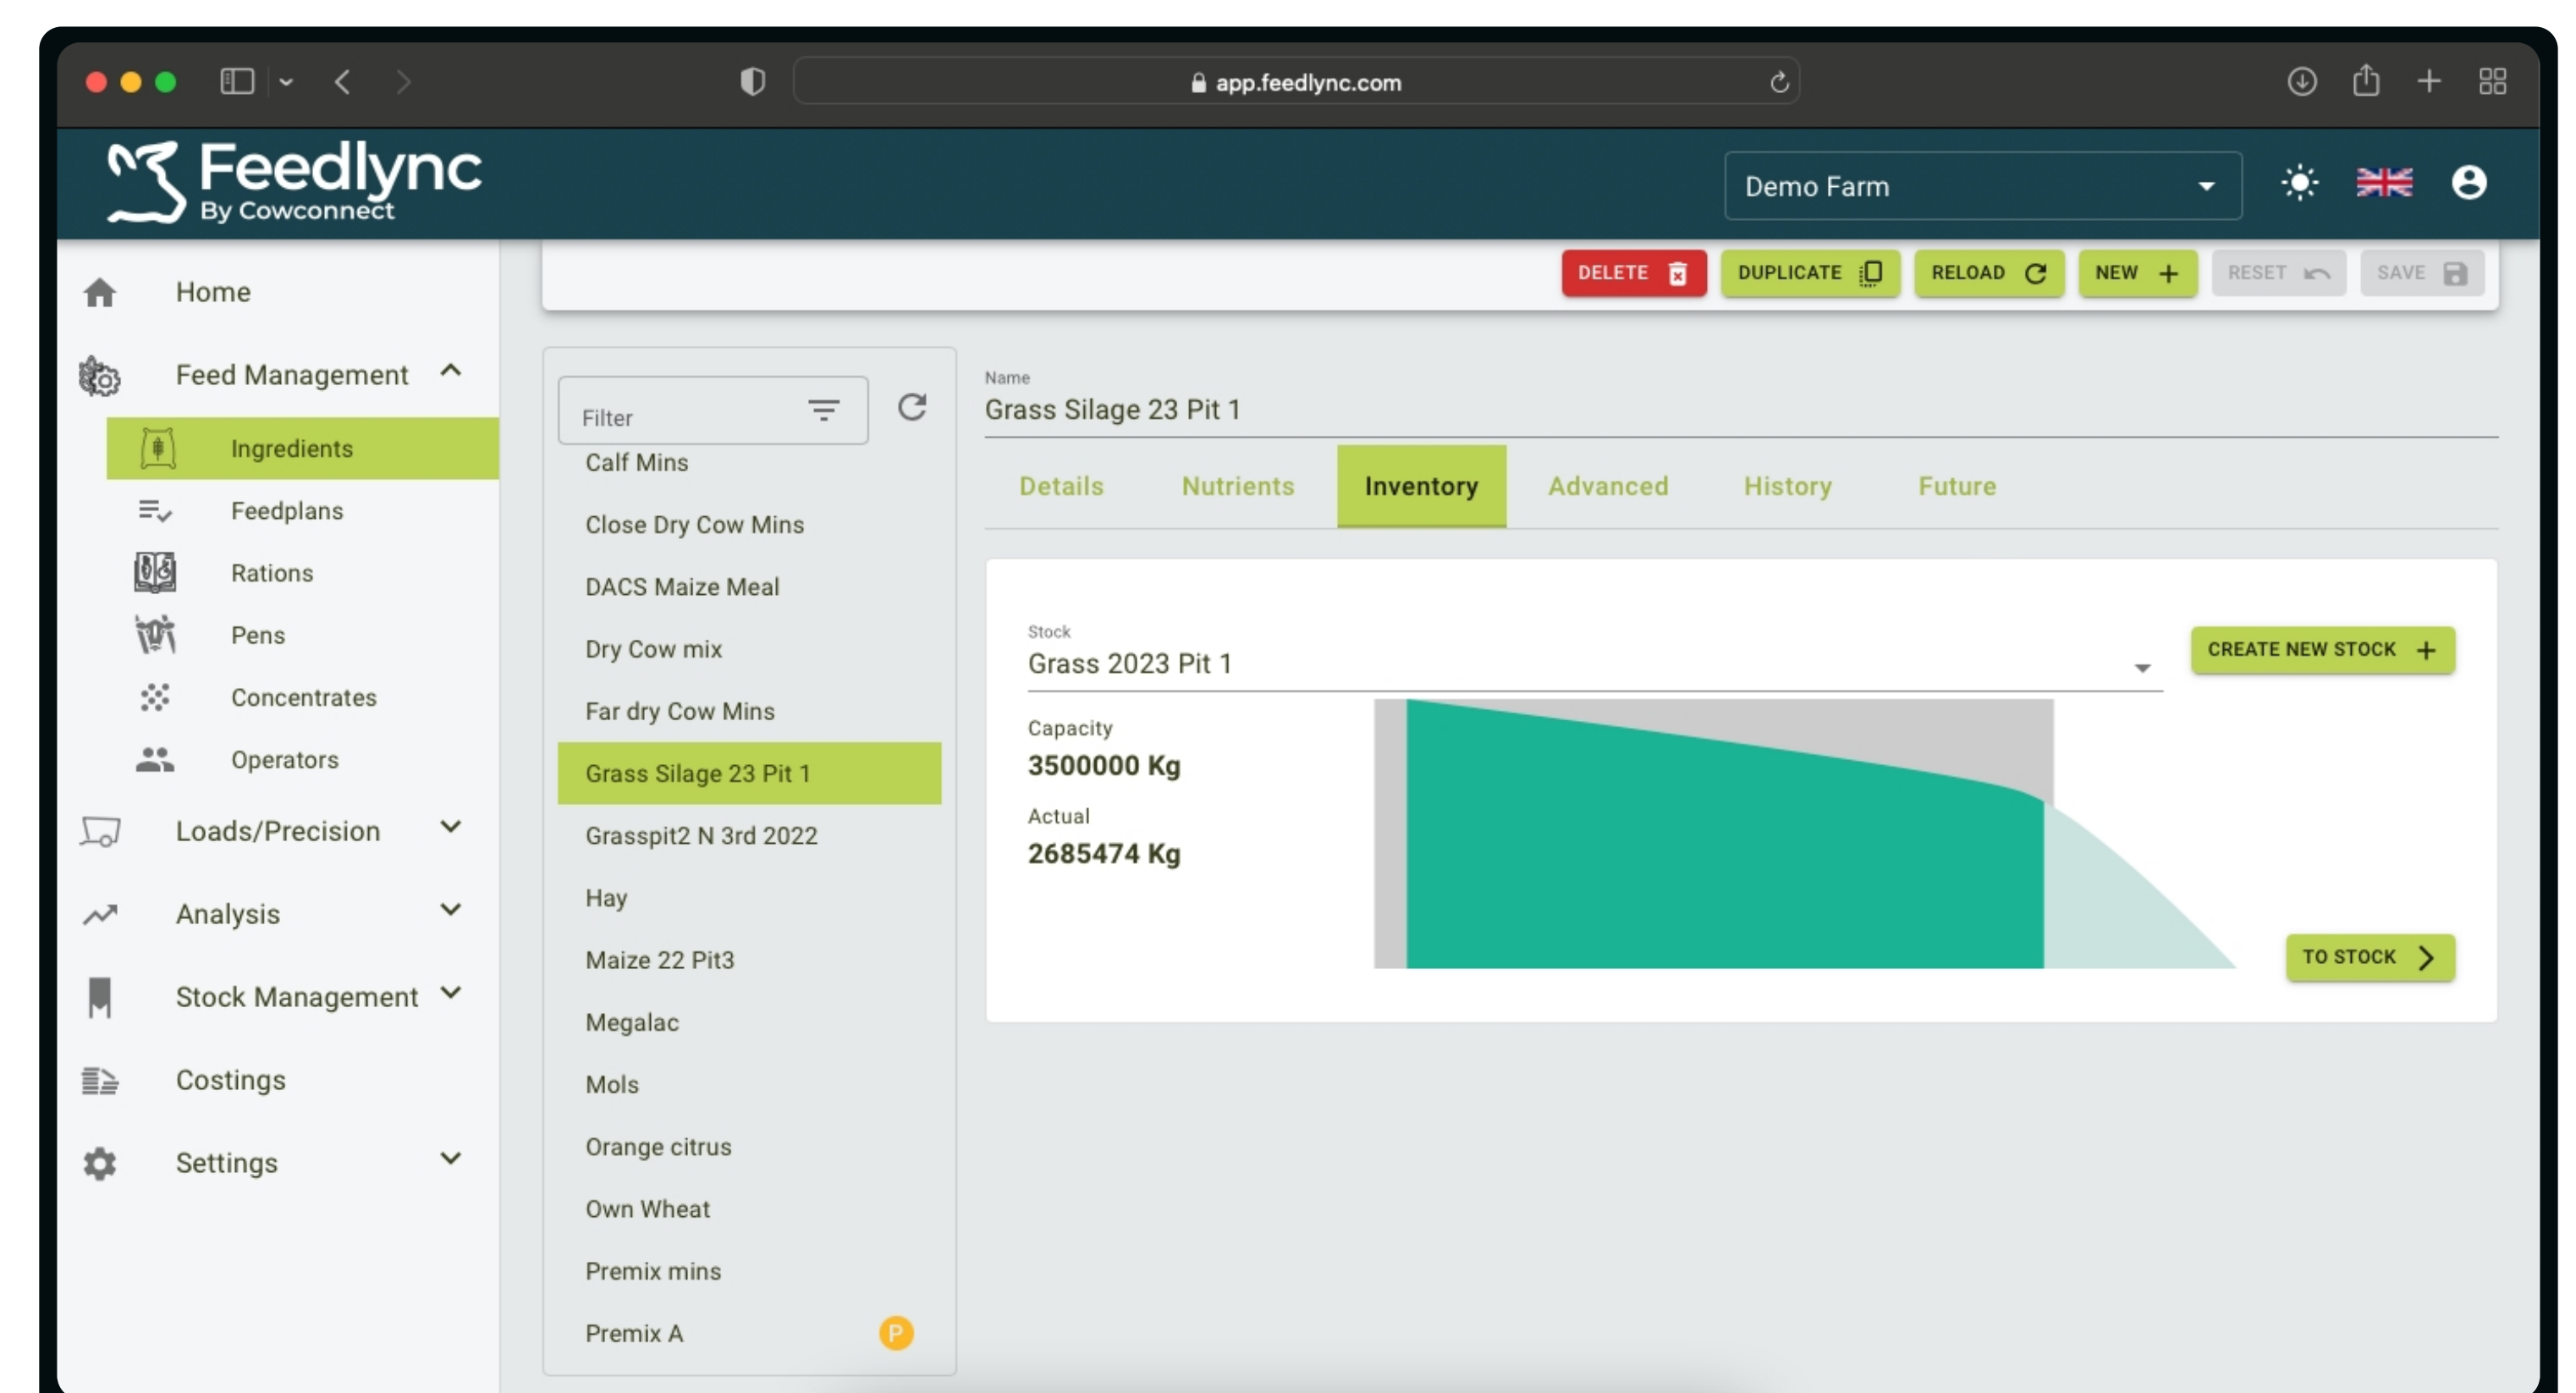 app.feedlync.com
Feedlync
By Cowconnect
Demo Farm
DELETE
DUPLICATE
RELOAD
NEW
RESET
SAVE
Home
Feed Management
Ingredients
Feedplans
Rations
Pens
Concentrates
Operators
Loads/Precision
Analysis
Stock Management
Costings
Settings
Filter
Calf Mins
Close Dry Cow Mins
DACS Maize Meal
Dry Cow mix
Far dry Cow Mins
Grass Silage 23 Pit 1
Grasspit2 N 3rd 2022
Hay
Maize 22 Pit3
Megalac
Mols
Orange citrus
Own Wheat
Premix mins
Premix A P
Name
Grass Silage 23 Pit 1
Details Nutrients Inventory Advanced History Future
Stock
Grass 2023 Pit 1
CREATE NEW STOCK
Capacity
3500000 Kg
Actual
2685474 Kg
TO STOCK